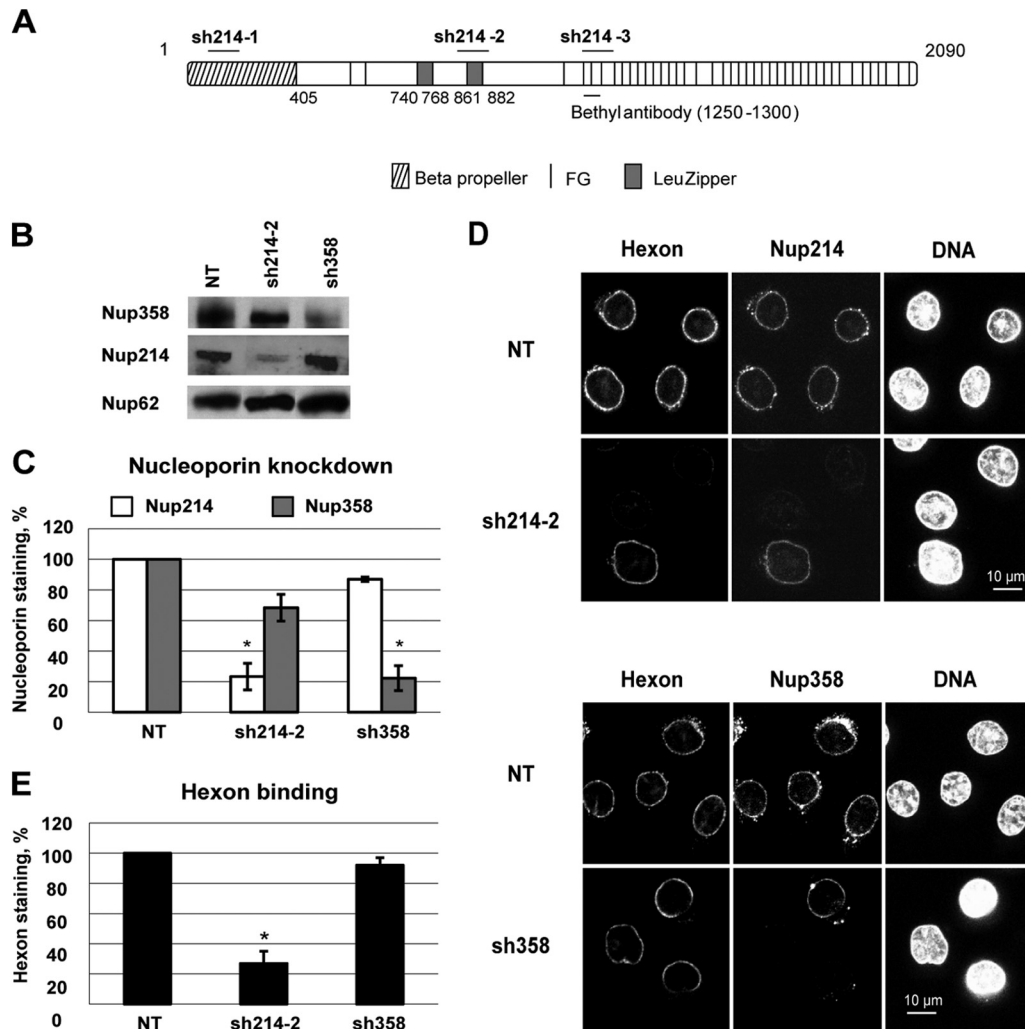 A
sh214-1 sh214-2 sh214-3
1 2090
405 740 768 861 882
Bethyl antibody (1250-1300)
Beta propeller FG LeuZipper
B
NT sh214-2 sh358
Nup358
Nup214
Nup62
C
Nucleoporin knockdown
Nup214 Nup358
Nucleoporin staining, %
120
100
80
60
40
20
0
NT sh214-2 sh358
* *
E
Hexon binding
Hexon staining, %
120
100
80
60
40
20
0
*
NT sh214-2 sh358
D
Hexon Nup214 DNA
NT
sh214-2
10 µm
Hexon Nup358 DNA
NT
sh358
10 µm